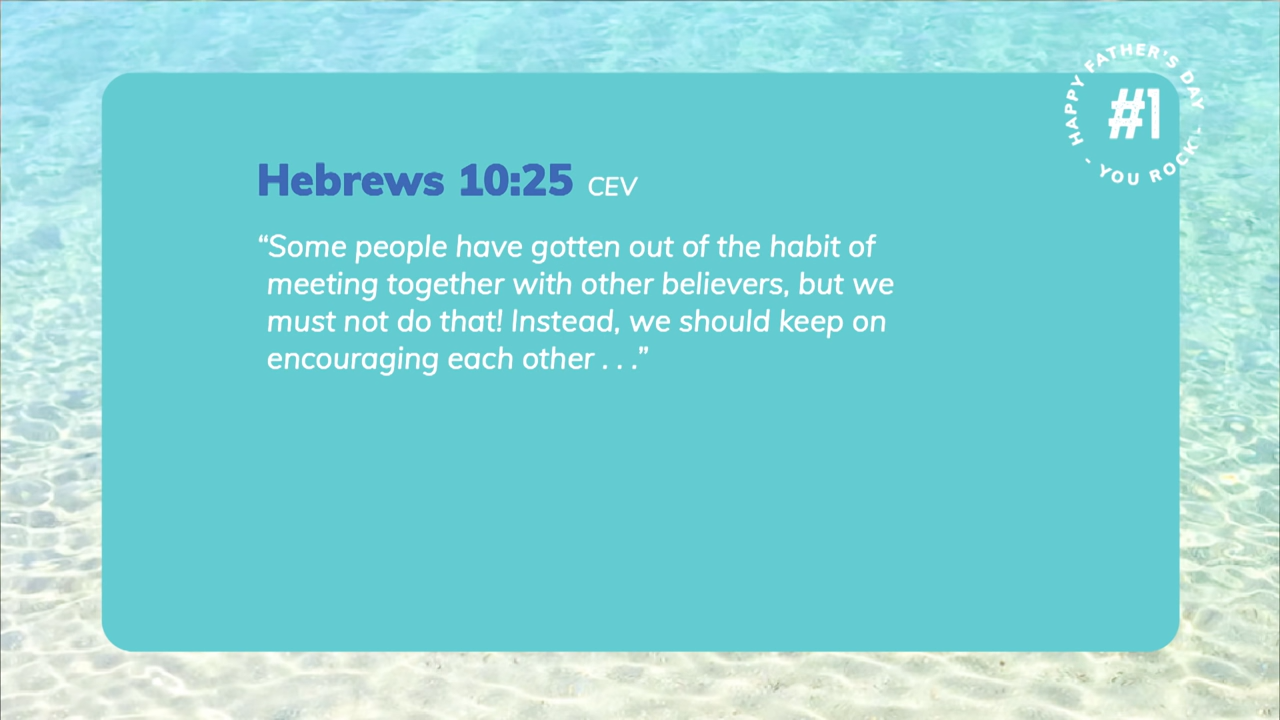 HAPPY FATHER'S DAY
#1
- YOU ROCK -
Hebrews 10:25 CEV
“Some people have gotten out of the habit of
meeting together with other believers, but we
must not do that! Instead, we should keep on
encouraging each other . . .”